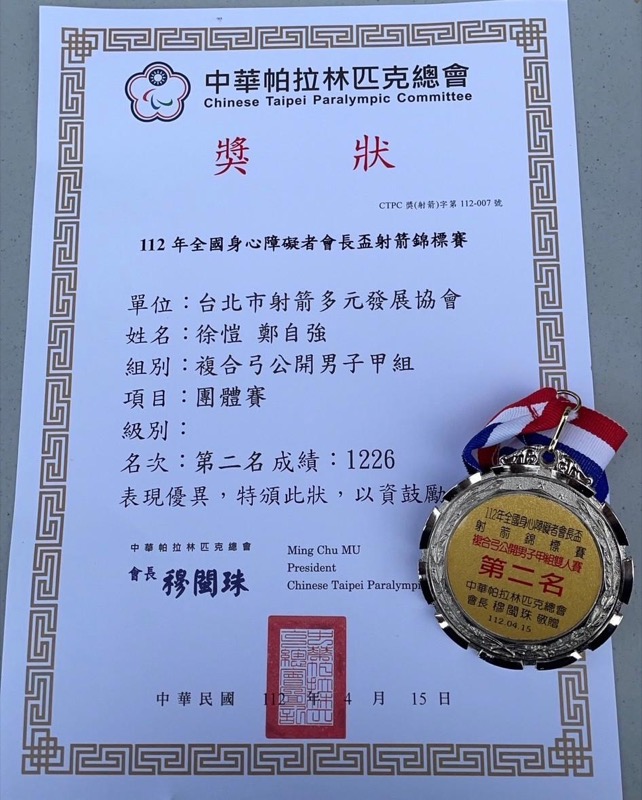 中華帕拉林匹克總會
Chinese Taipei Paralympic Committee
獎狀
CTPC 獎(射箭)字第 112-007 號
112 年全國身心障礙者會長盃射箭錦標賽
單位：台北市射箭多元發展協會
姓名：徐愷 鄭自強
組別：複合弓公開男子甲組
項目：團體賽
級別：
名次：第二名 成績：1226
表現優異，特頒此狀，以資鼓勵
中華帕拉林匹克總會
會長 穆閩珠
Ming Chu MU
President
Chinese Taipei Paralymp
中華民國 112 年 4 月 15 日
112年全國身心障礙者會長盃
射箭錦標賽
複合弓公開男子甲組雙人賽
第二名
中華帕拉林匹克總會
會長 穆閩珠 敬贈
112.04.15